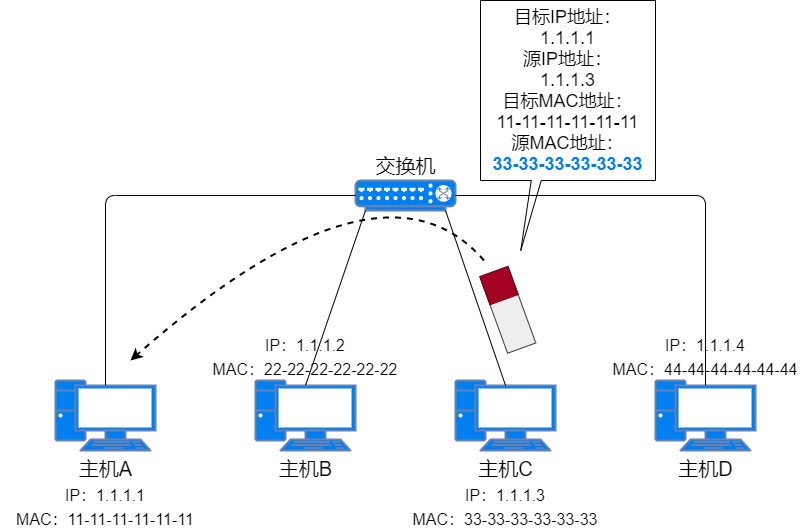 目标IP地址：
1.1.1.1
源IP地址：
1.1.1.3
目标MAC地址：
11-11-11-11-11-11
源MAC地址：
33-33-33-33-33-33
交换机
IP：1.1.1.2
MAC：22-22-22-22-22-22
IP：1.1.1.4
MAC：44-44-44-44-44-44
主机A
主机B
主机C
主机D
IP：1.1.1.1
MAC：11-11-11-11-11-11
IP：1.1.1.3
MAC：33-33-33-33-33-33